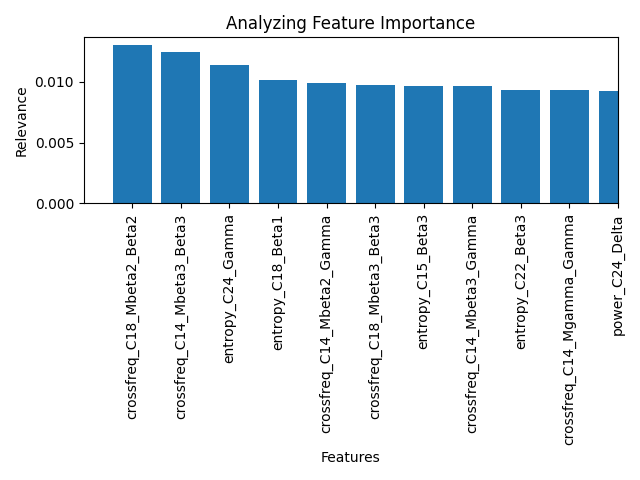 Analyzing Feature Importance
Relevance
0.010
0.005
0.000
crossfreq_C18_Mbeta2_Beta2
crossfreq_C14_Mbeta3_Beta3
entropy_C24_Gamma
entropy_C18_Beta1
crossfreq_C14_Mbeta2_Gamma
crossfreq_C18_Mbeta3_Beta3
entropy_C15_Beta3
crossfreq_C14_Mbeta3_Gamma
entropy_C22_Beta3
crossfreq_C14_Mgamma_Gamma
power_C24_Delta
Features